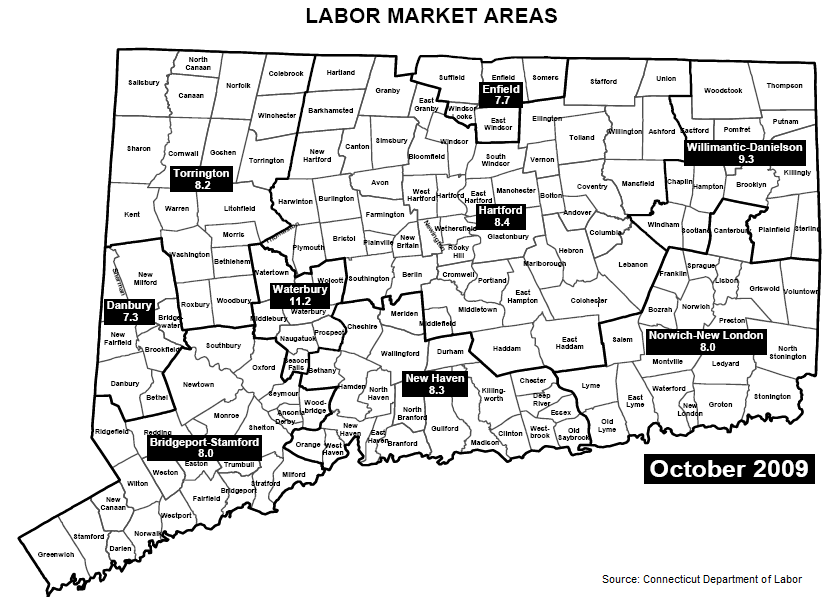 LABOR MARKET AREAS
North
Canaan
Colebrook
Hartland
Suffield
Enfield
Somers
Stafford
Union
Woodstock
Thompson
Salisbury
Canaan
Norfolk
Granby
Enfield
7.7
East
Granby
Windsor
Locks
East
Windsor
Winchester
Barkhamsted
Ellington
Tolland
Willington
Ashford
Eastford
Pomfret
Putnam
Sharon
Cornwall
Goshen
Torrington
New
Hartford
Canton
Simsbury
Bloomfield
Windsor
South
Windsor
Vernon
Willimantic-Danielson
9.3
Killingly
Torrington
8.2
Avon
West
Hartford
Hartford
East
Hartford
Manchester
Bolton
Coventry
Mansfield
Chaplin
Hampton
Brooklyn
Kent
Warren
Litchfield
Harwinton
Burlington
Farmington
Wethersfield
Hartford
8.4
Glastonbury
Andover
Columbia
Windham
Scotland
Canterbury
Plainfield
Sterling
Morris
Thomaston
Plymouth
Bristol
Plainville
New
Britain
Newington
Rocky
Hill
Hebron
Marlborough
Lebanon
Washington
Bethlehem
Watertown
Wolcott
Southington
Berlin
Cromwell
Portland
Franklin
Sprague
Lisbon
Griswold
Voluntown
Sherman
New
Milford
Roxbury
Woodbury
Waterbury
11.2
Waterbury
Middlebury
East
Hampton
Colchester
Bozrah
Norwich
Preston
Danbury
7.3
Bridge-
water
New
Fairfield
Brookfield
Southbury
Naugatuck
Prospect
Cheshire
Meriden
Middlefield
Middletown
Haddam
East
Haddam
Salem
Norwich-New London
8.0
Montville
Ledyard
North
Stonington
Danbury
Bethel
Newtown
Oxford
Beacon
Falls
Bethany
Wallingford
Durham
New Haven
8.3
Hamden
North
Haven
Killing-
worth
Chester
Deep
River
Essex
Lyme
East
Lyme
Waterford
New
London
Groton
Stonington
Seymour
Ansonia
Derby
Wood-
bridge
Monroe
Shelton
North
Branford
Guilford
Madison
Clinton
West-
brook
Old
Saybrook
Old
Lyme
Ridgefield
Redding
Bridgeport-Stamford
8.0
Orange
West
Haven
New
Haven
East
Haven
Branford
Easton
Trumbull
Weston
Wilton
Milford
Stratford
Bridgeport
Fairfield
New
Canaan
Westport
Norwalk
Stamford
Darien
Greenwich
October 2009
Source: Connecticut Department of Labor